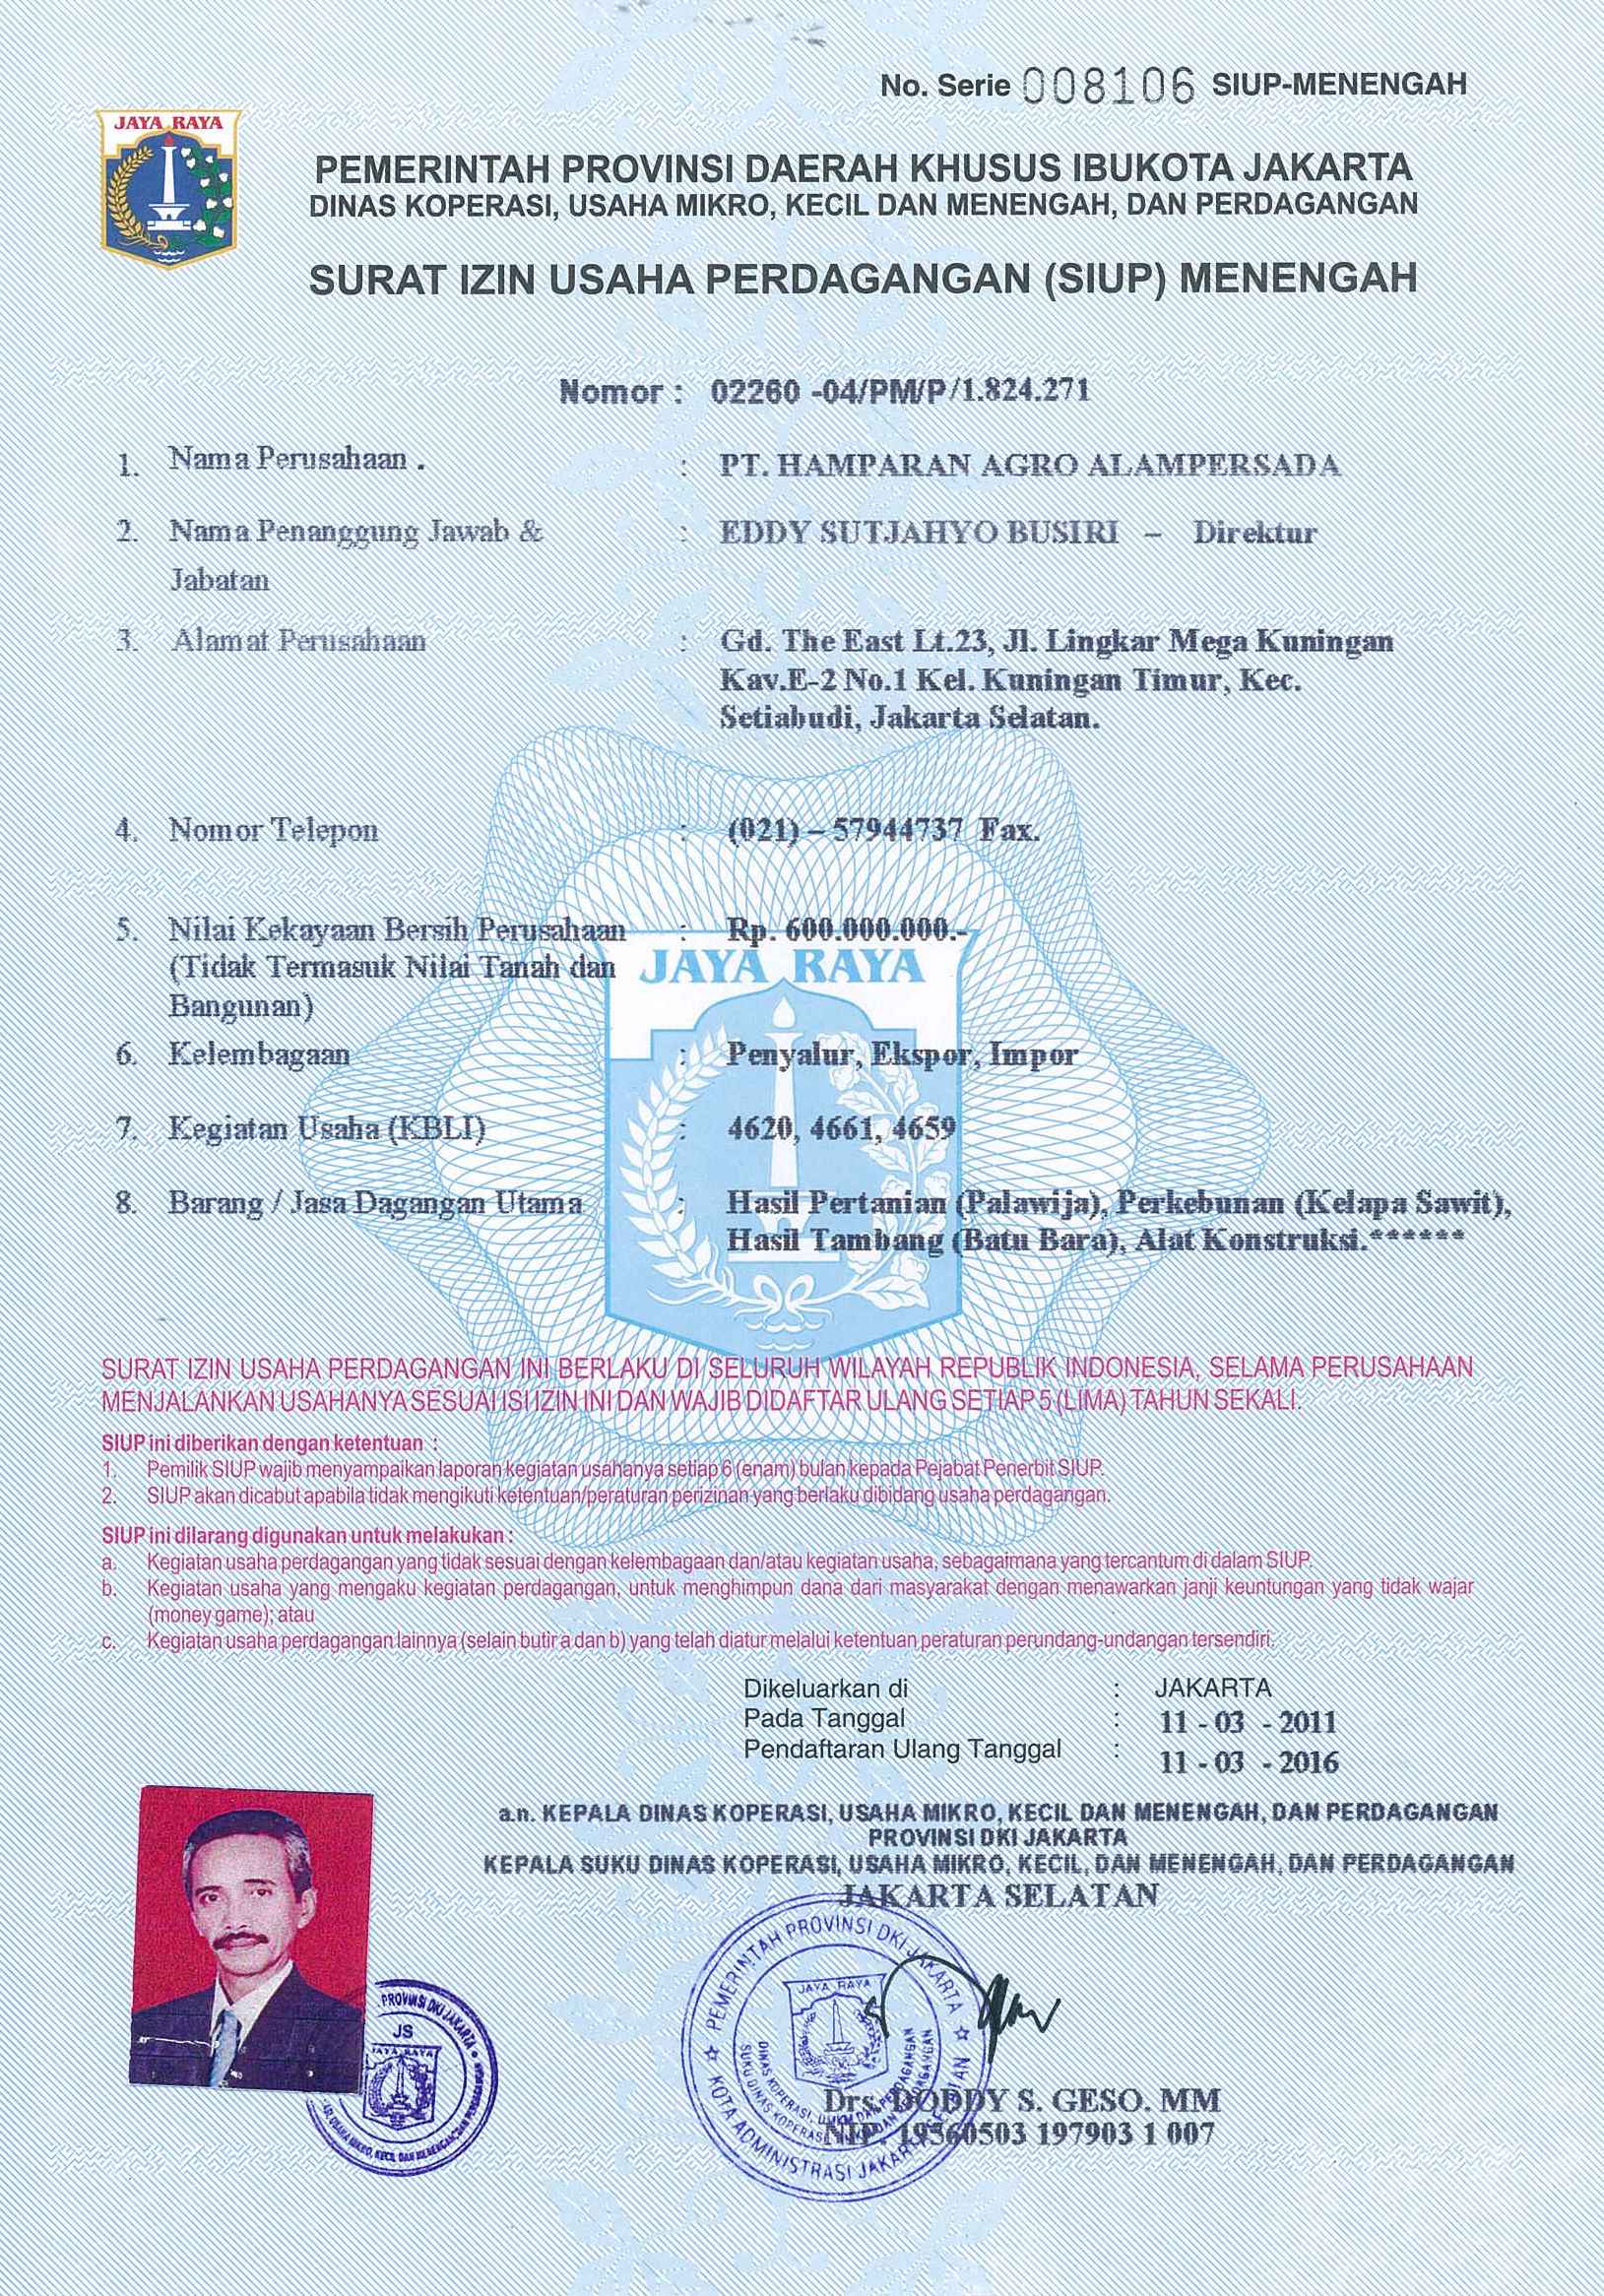 No. Serie 008106 SIUP-MENENGAH
JAYA RAYA
PEMERINTAH PROVINSI DAERAH KHUSUS IBUKOTA JAKARTA
DINAS KOPERASI, USAHA MIKRO, KECIL DAN MENENGAH, DAN PERDAGANGAN
SURAT IZIN USAHA PERDAGANGAN (SIUP) MENENGAH
Nomor : 02260 -04/PM/P/1.824.271
1. Nama Perusahaan . : PT. HAMPARAN AGRO ALAMPERSADA
2. Nama Penanggung Jawab & : EDDY SUTJAHYO BUSIRI – Direktur
Jabatan
3. Alamat Perusahaan : Gd. The East Lt.23, Jl. Lingkar Mega Kuningan
Kav.E-2 No.1 Kel. Kuningan Timur, Kec.
Setiabudi, Jakarta Selatan.
4. Nomor Telepon : (021) – 57944737 Fax.
5. Nilai Kekayaan Bersih Perusahaan : Rp. 600.000.000.-
(Tidak Termasuk Nilai Tanah dan
Bangunan)
JAYA RAYA
6. Kelembagaan : Penyalur, Ekspor, Impor
7. Kegiatan Usaha (KBLI) : 4620, 4661, 4659
8. Barang / Jasa Dagangan Utama : Hasil Pertanian (Palawija), Perkebunan (Kelapa Sawit),
Hasil Tambang (Batu Bara), Alat Konstruksi.******
SURAT IZIN USAHA PERDAGANGAN INI BERLAKU DI SELURUH WILAYAH REPUBLIK INDONESIA, SELAMA PERUSAHAAN
MENJALANKAN USAHANYA SESUAI ISI IZIN INI DAN WAJIB DIDAFTAR ULANG SETIAP 5 (LIMA) TAHUN SEKALI.
SIUP ini diberikan dengan ketentuan :
1. Pemilik SIUP wajib menyampaikan laporan kegiatan usahanya setiap 6 (enam) bulan kepada Pejabat Penerbit SIUP.
2. SIUP akan dicabut apabila tidak mengikuti ketentuan/peraturan perizinan yang berlaku dibidang usaha perdagangan.
SIUP ini dilarang digunakan untuk melakukan :
a. Kegiatan usaha perdagangan yang tidak sesuai dengan kelembagaan dan/atau kegiatan usaha, sebagaimana yang tercantum di dalam SIUP.
b. Kegiatan usaha yang mengaku kegiatan perdagangan, untuk menghimpun dana dari masyarakat dengan menawarkan janji keuntungan yang tidak wajar
(money game); atau
c. Kegiatan usaha perdagangan lainnya (selain butir a dan b) yang telah diatur melalui ketentuan peraturan perundang-undangan tersendiri.
Dikeluarkan di : JAKARTA
Pada Tanggal : 11 - 03 - 2011
Pendaftaran Ulang Tanggal : 11 - 03 - 2016
a.n. KEPALA DINAS KOPERASI, USAHA MIKRO, KECIL DAN MENENGAH, DAN PERDAGANGAN
PROVINSI DKI JAKARTA
KEPALA SUKU DINAS KOPERASI, USAHA MIKRO, KECIL, DAN MENENGAH, DAN PERDAGANGAN
JAKARTA SELATAN
PEMERINTAH PROVINSI DKI JAKARTA
JAYA RAYA
DINAS KOPERASI, UMKM DAN PERDAGANGAN
SUKU DINAS KOPERASI, UMKM DAN PERDAGANGAN
KOTA ADMINISTRASI JAKARTA SELATAN
PROVINSI DKI JAKARTA
JS
JAYA RAYA
USAHA MIKRO, KECIL DAN MENENGAH DAN PERDAGANGAN
Drs. DODDY S. GESO. MM
NIP. 19560503 197903 1 007